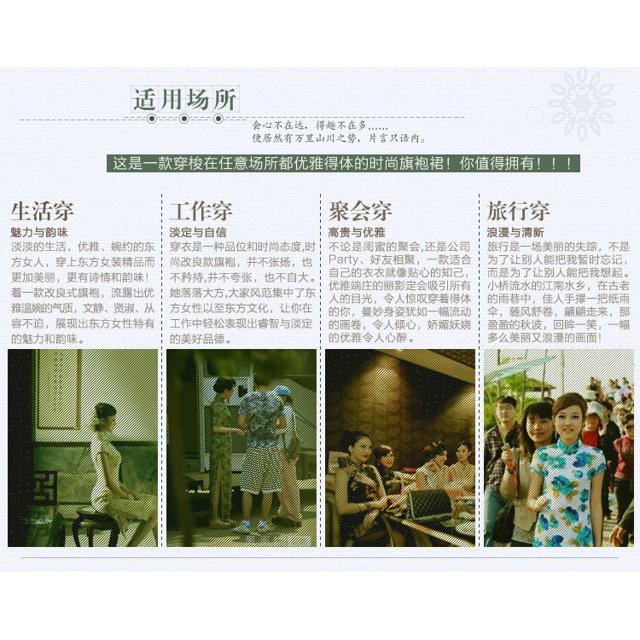 适用场所
会心不在远，得趣不在多......
便居然有万里山川之势，片言只语内。
这是一款穿梭在任意场所都优雅得体的时尚旗袍裙！你值得拥有！！！
生活穿
魅力与韵味
淡淡的生活，优雅、婉约的东
方女人，穿上东方女装精品而
更加美丽，更有诗情和韵味！
着一款改良式旗袍，流露出优
雅温婉的气质，文静、贤淑、从
容不迫，展现出东方女性特有
的魅力和韵味。
工作穿
淡定与自信
穿衣是一种品位和时尚态度,时
尚改良款旗袍，并不张扬，也
不矜持,并不夸张，也不自大。
她落落大方,大家风范集中了东
方女性以至东方文化，让你在
工作中轻松表现出睿智与淡定
的美好品德。
聚会穿
高贵与优雅
不论是闺蜜的聚会,还是公司
Party、好友相聚，一款适合
自己的衣衣就像贴心的知己，
优雅端庄的丽影定会吸引所有
人的目光，令人惊叹穿着得体
的你，曼妙身姿犹如一幅流动
的画卷，令人倾心，娇媚妖娆
的优雅令人心醉。
旅行穿
浪漫与清新
旅行是一场美丽的失踪，不是
为了让别人能把我暂时忘记，
而是为了让别人能把我想起。
小桥流水的江南水乡，在古老
的雨巷中，佳人手撑一把纸雨
伞，随风舒卷，翩翩走来，那
盈盈的秋波，回眸一笑，一幅
多么美丽又浪漫的画面！